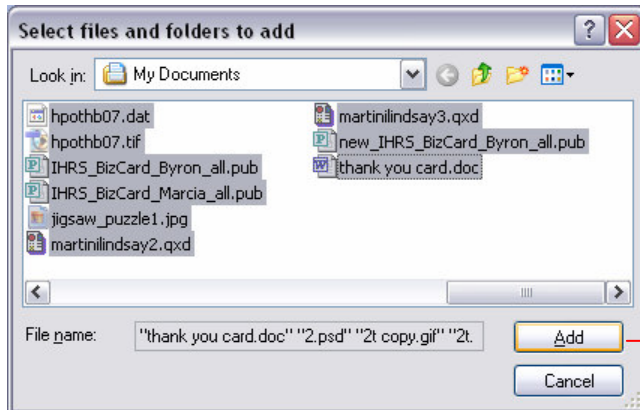 Select files and folders to add
Look in: My Documents
hpothb07.dat
hpothb07.tif
IHRS_BizCard_Byron_all.pub
IHRS_BizCard_Marcia_all.pub
jigsaw_puzzle1.jpg
martinilindsay2.qxd
martinilindsay3.qxd
new_IHRS_BizCard_Byron_all.pub
thank you card.doc
File name: "thank you card.doc" "2.psd" "2t copy.gif" "2t.
Add
Cancel